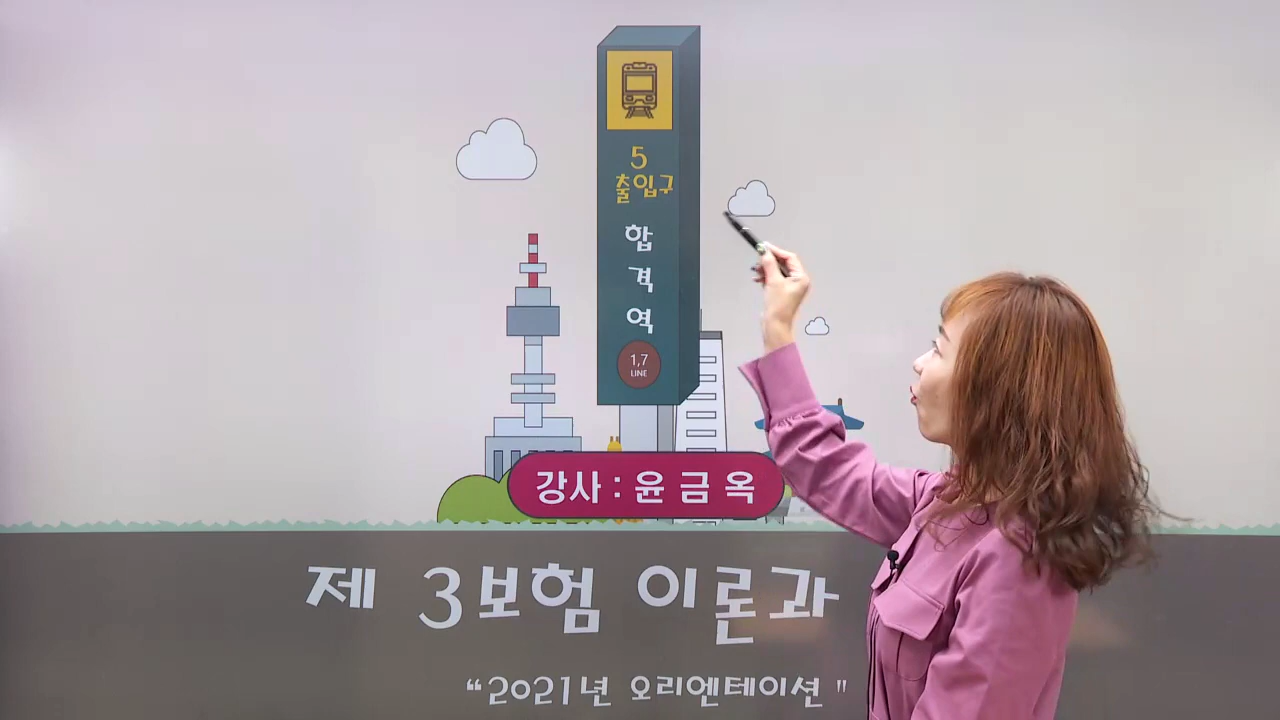 5
출입구
합
격
역
1,7
LINE
강사 : 윤 금 옥
제 3보험 이론과
“2021년 오리엔테이션 "